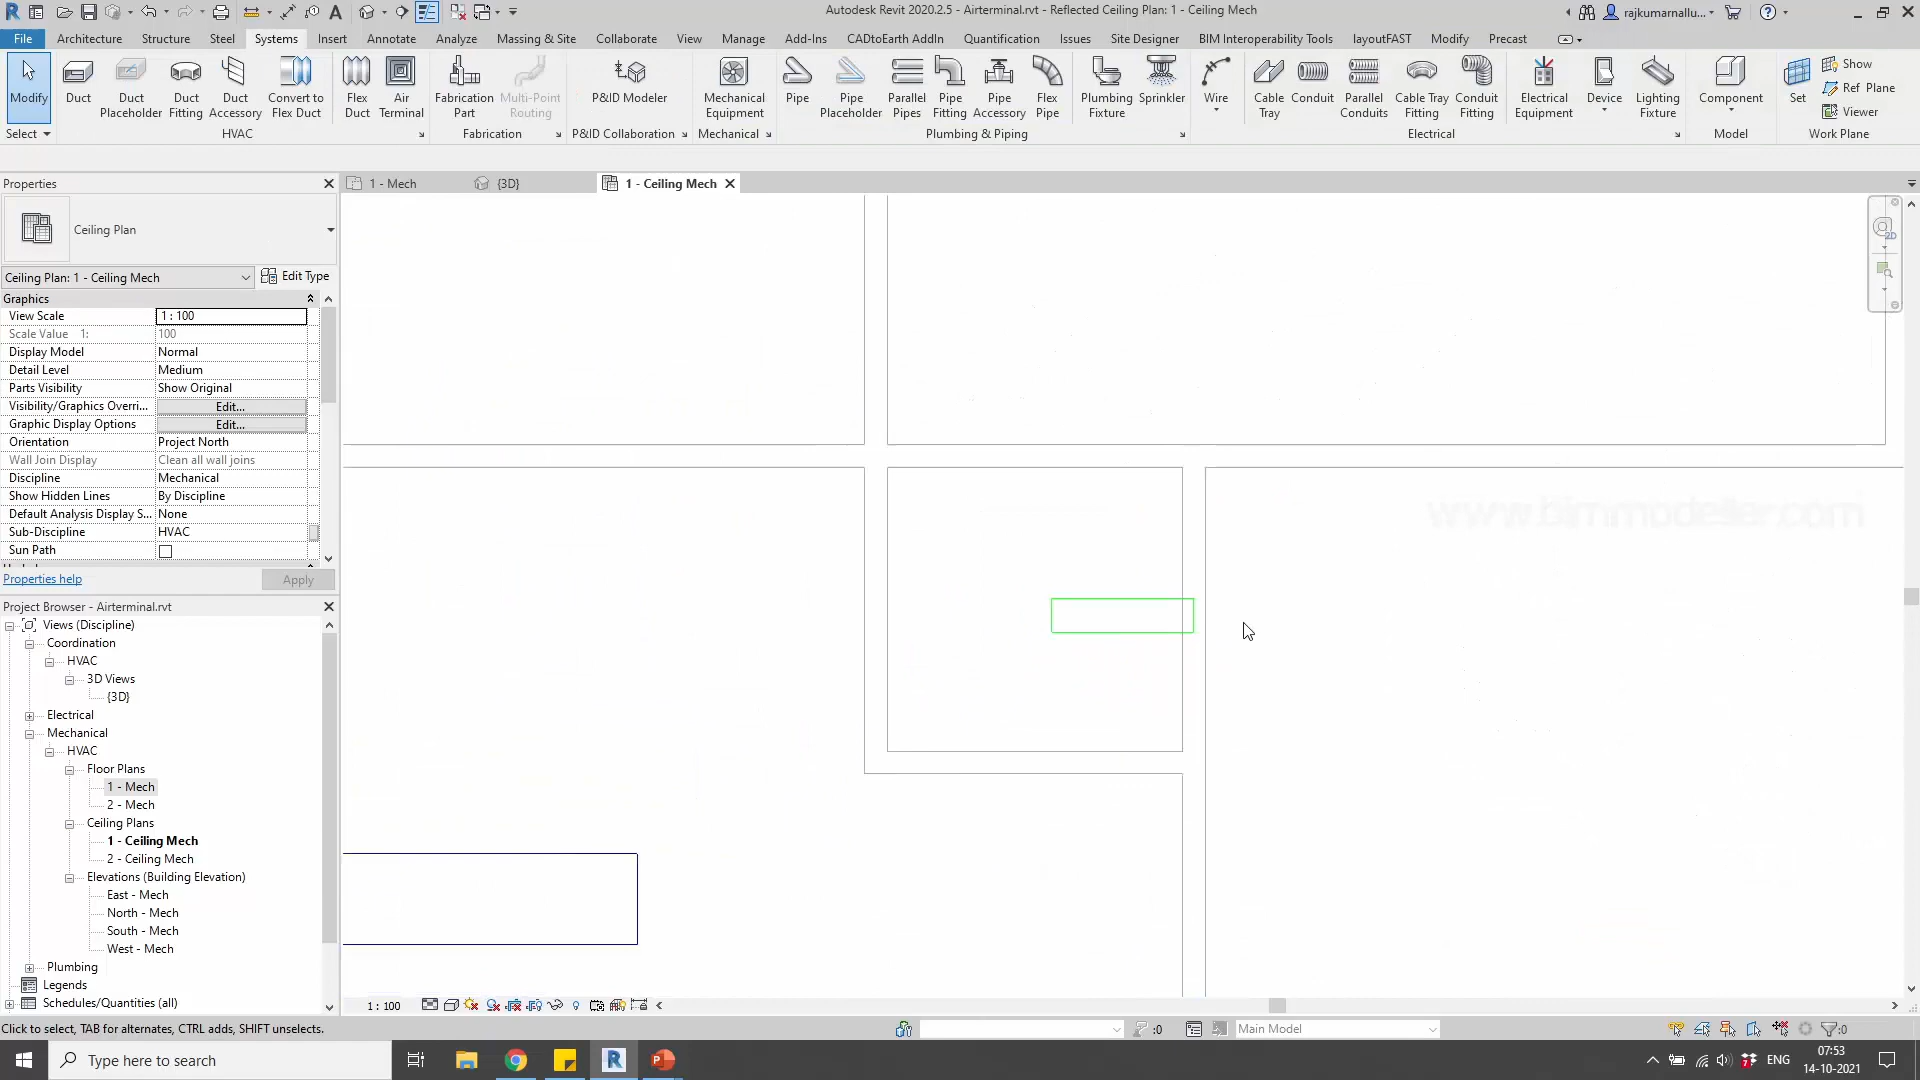 Autodesk Revit 2020.2.5 - Airterminal.rvt - Reflected Ceiling Plan: 1 - Ceiling Mech
rajkumarnallu...
File Architecture Structure Steel Systems Insert Annotate Analyze Massing & Site Collaborate View Manage Add-Ins CADtoEarth AddIn Quantification Issues Site Designer BIM Interoperability Tools layoutFAST Modify Precast
Modify
Duct
Duct Placeholder
Duct Fitting
Duct Accessory
Convert to Flex Duct
Flex Duct
Air Terminal
Fabrication Part
Multi-Point Routing
P&ID Modeler
Mechanical Equipment
Pipe
Pipe Placeholder
Parallel Pipes
Pipe Fitting
Pipe Accessory
Flex Pipe
Plumbing Fixture
Sprinkler
Wire
Cable Tray
Conduit
Parallel Conduits
Cable Tray Fitting
Conduit Fitting
Electrical Equipment
Device
Lighting Fixture
Component
Set
Show
Ref Plane
Viewer
Select HVAC Fabrication P&ID Collaboration Mechanical Plumbing & Piping Electrical Model Work Plane
Properties
1 - Mech {3D} 1 - Ceiling Mech
2D
Ceiling Plan
Ceiling Plan: 1 - Ceiling Mech Edit Type
Graphics
View Scale 1 : 100
Scale Value 1: 100
Display Model Normal
Detail Level Medium
Parts Visibility Show Original
Visibility/Graphics Overri... Edit...
Graphic Display Options Edit...
Orientation Project North
Wall Join Display Clean all wall joins
Discipline Mechanical
Show Hidden Lines By Discipline
Default Analysis Display S... None
Sub-Discipline HVAC
Sun Path
Properties help Apply
www.bimmodeller.com
Project Browser - Airterminal.rvt
Views (Discipline)
Coordination
HVAC
3D Views
{3D}
Electrical
Mechanical
HVAC
Floor Plans
1 - Mech
2 - Mech
Ceiling Plans
1 - Ceiling Mech
2 - Ceiling Mech
Elevations (Building Elevation)
East - Mech
North - Mech
South - Mech
West - Mech
Plumbing
Legends
Schedules/Quantities (all)
1 : 100
Click to select, TAB for alternates, CTRL adds, SHIFT unselects.
:0
Main Model
:0
Type here to search
ENG
07:53
14-10-2021